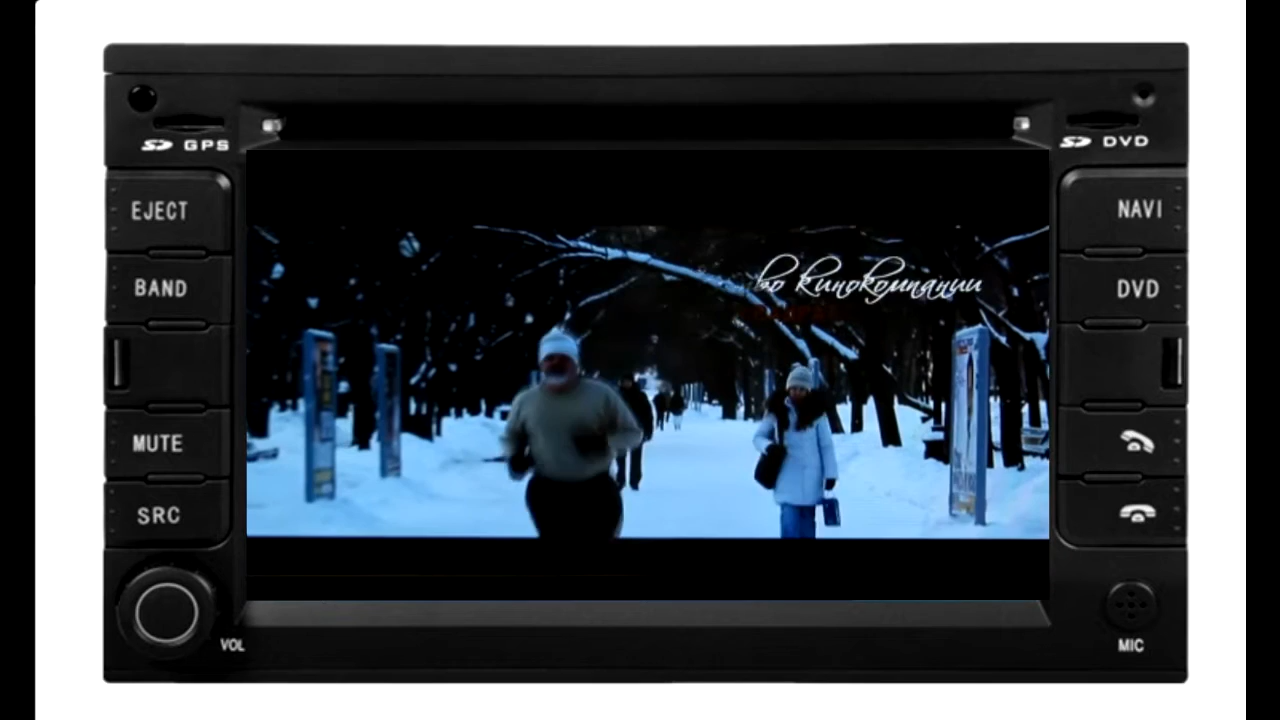 SD GPS
SD DVD
EJECT
BAND
MUTE
SRC
VOL
NAVI
DVD
MIC
во кинокомпании